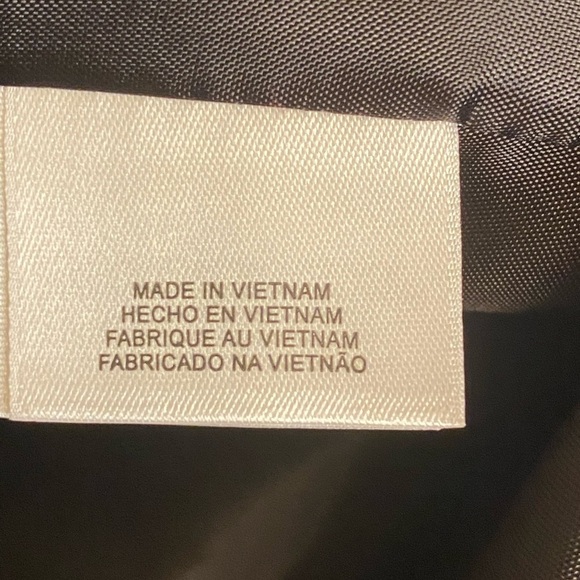 MADE IN VIETNAM
HECHO EN VIETNAM
FABRIQUE AU VIETNAM
FABRICADO NA VIETNÃO